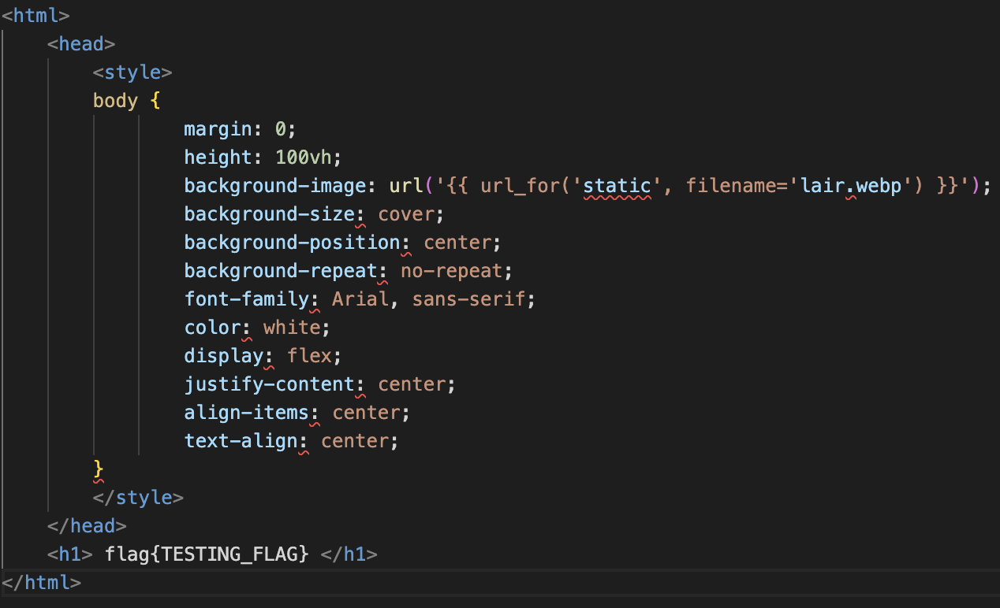 <html>
<head>
<style>
body {
margin: 0;
height: 100vh;
background-image: url('{{ url_for('static', filename='lair.webp') }}');
background-size: cover;
background-position: center;
background-repeat: no-repeat;
font-family: Arial, sans-serif;
color: white;
display: flex;
justify-content: center;
align-items: center;
text-align: center;
}
</style>
</head>
<h1> flag{TESTING_FLAG} </h1>
</html>